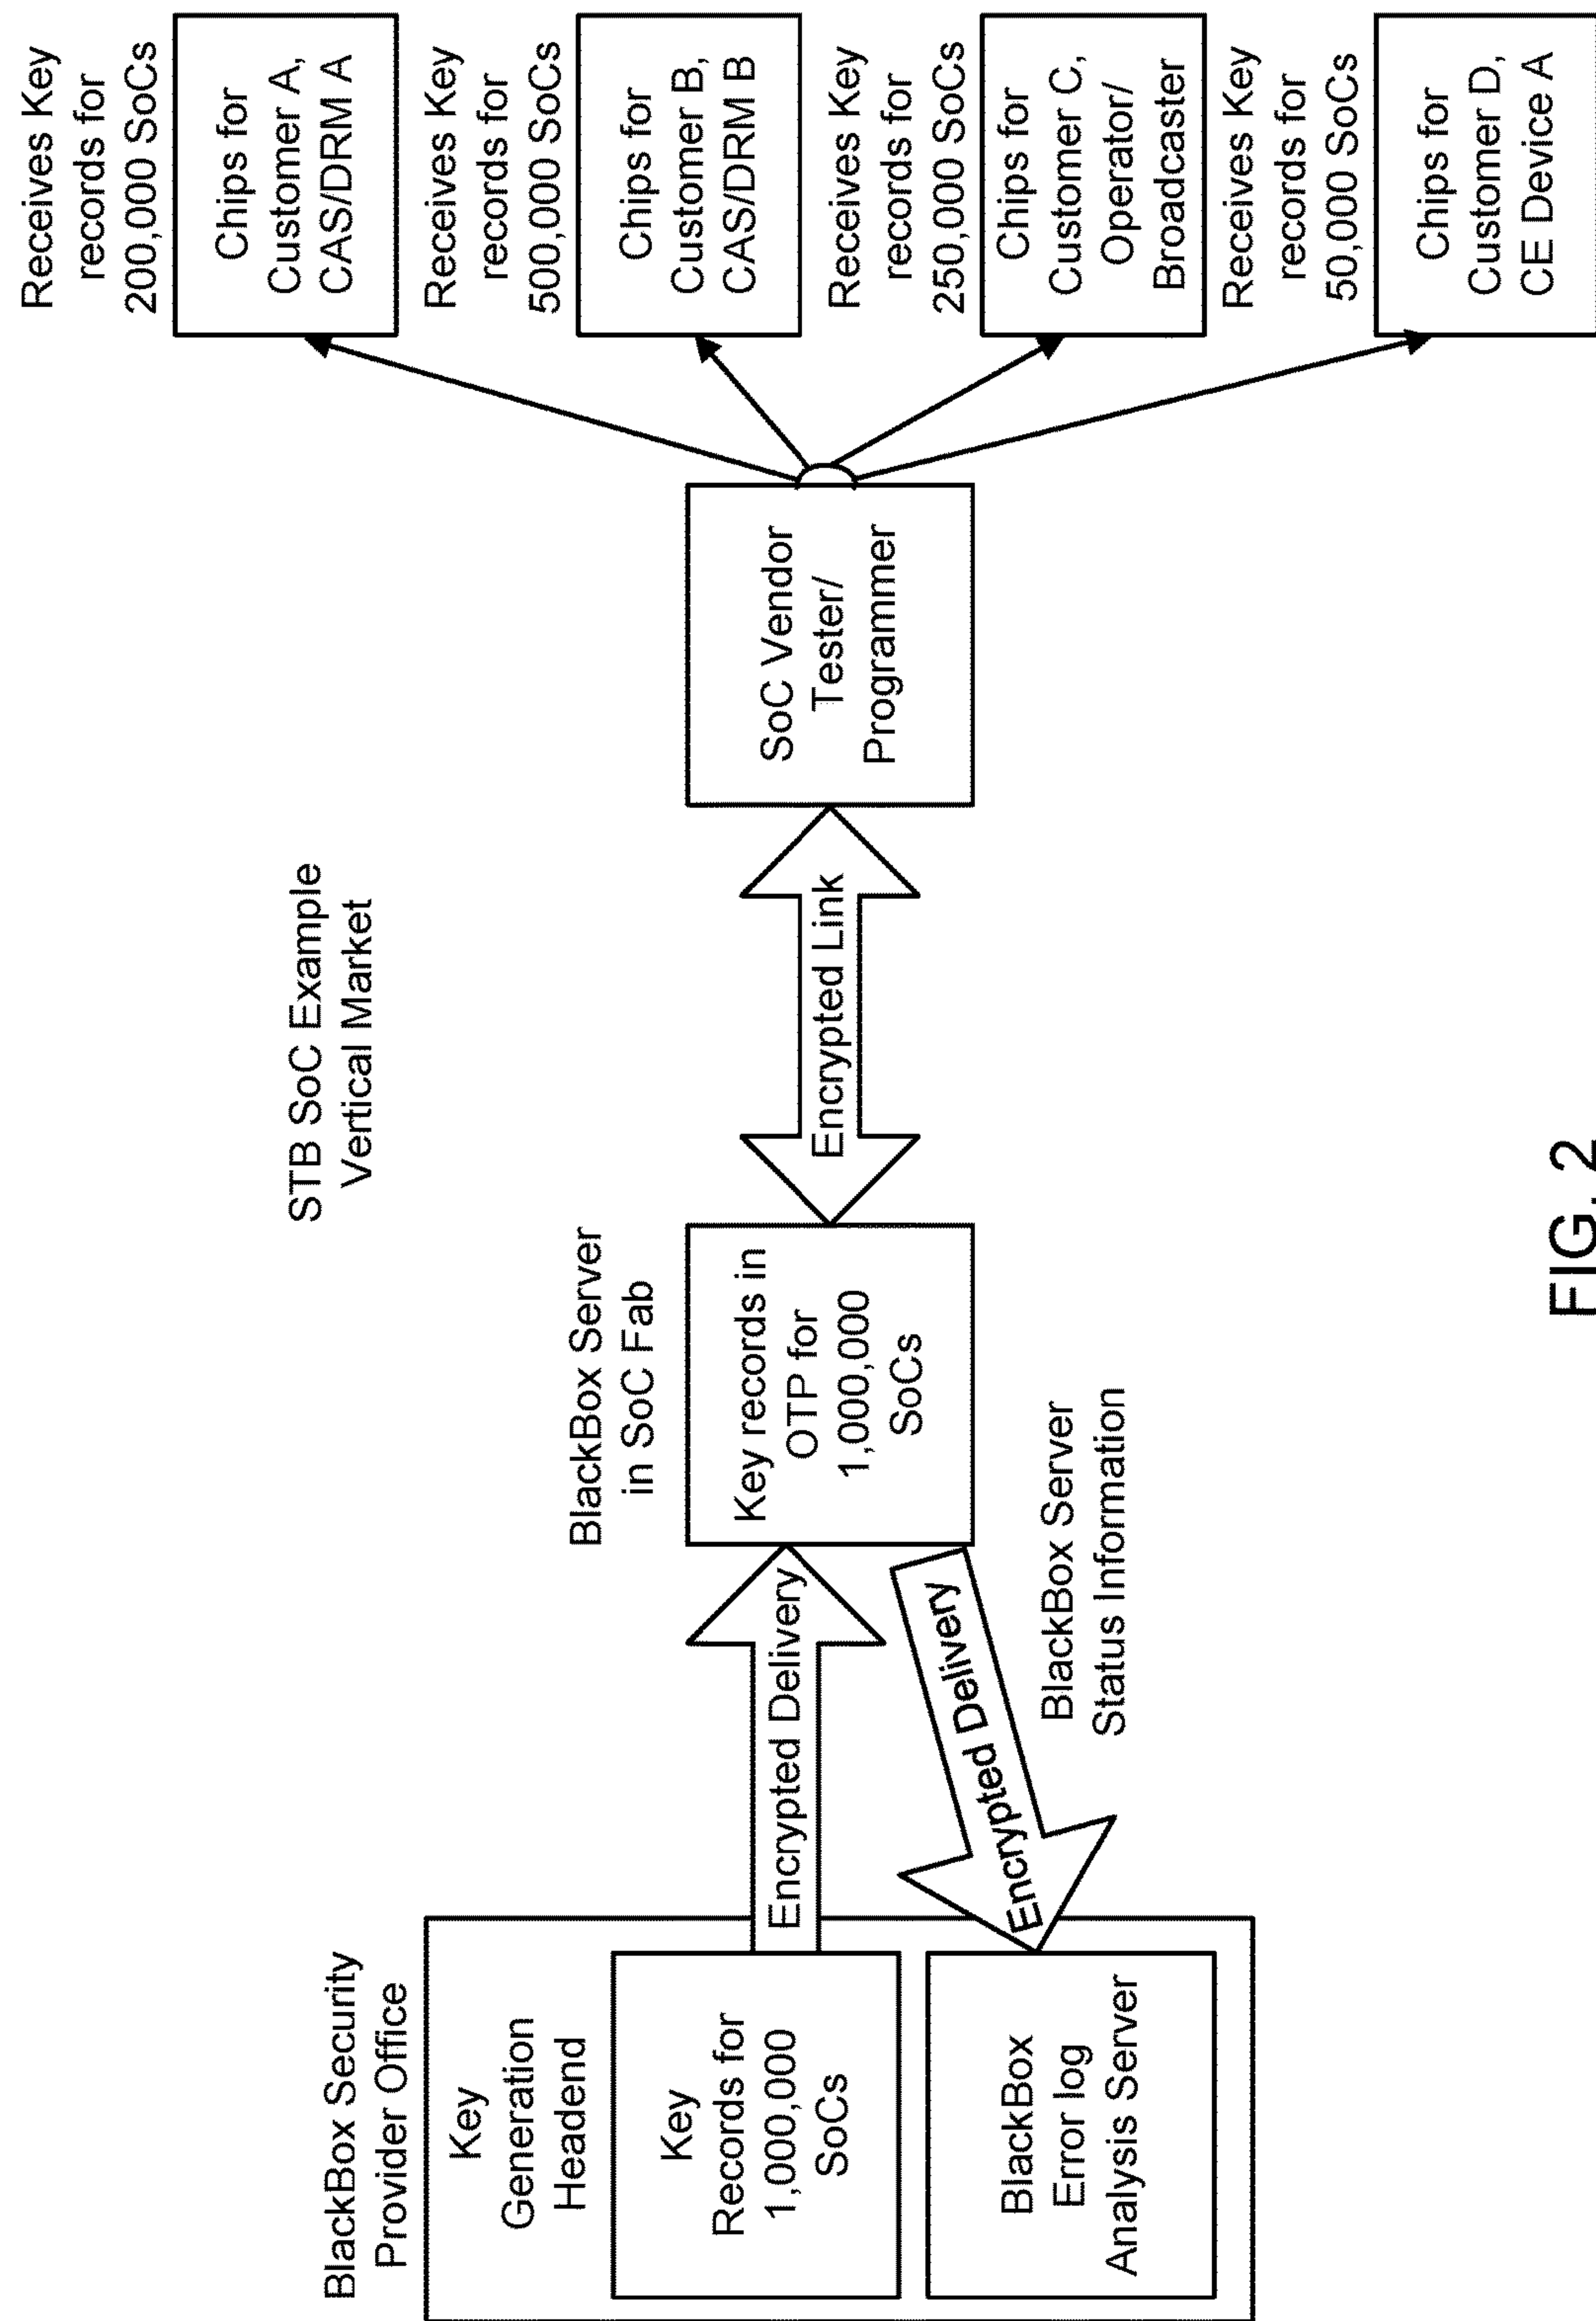 STB SoC Example
Vertical Market
BlackBox Security
Provider Office
Key
Generation
Headend
Key
Records for
1,000,000
SoCs
BlackBox
Error log
Analysis Server
Encrypted Delivery
Encrypted Delivery
BlackBox Server
Status Information
BlackBox Server
in SoC Fab
Key records in
OTP for
1,000,000
SoCs
Encrypted Link
SoC Vendor
Tester/
Programmer
Receives Key
records for
200,000 SoCs
Chips for
Customer A,
CAS/DRM A
Receives Key
records for
500,000 SoCs
Chips for
Customer B,
CAS/DRM B
Receives Key
records for
250,000 SoCs
Chips for
Customer C,
Operator/
Broadcaster
Receives Key
records for
50,000 SoCs
Chips for
Customer D,
CE Device A
FIG. 2